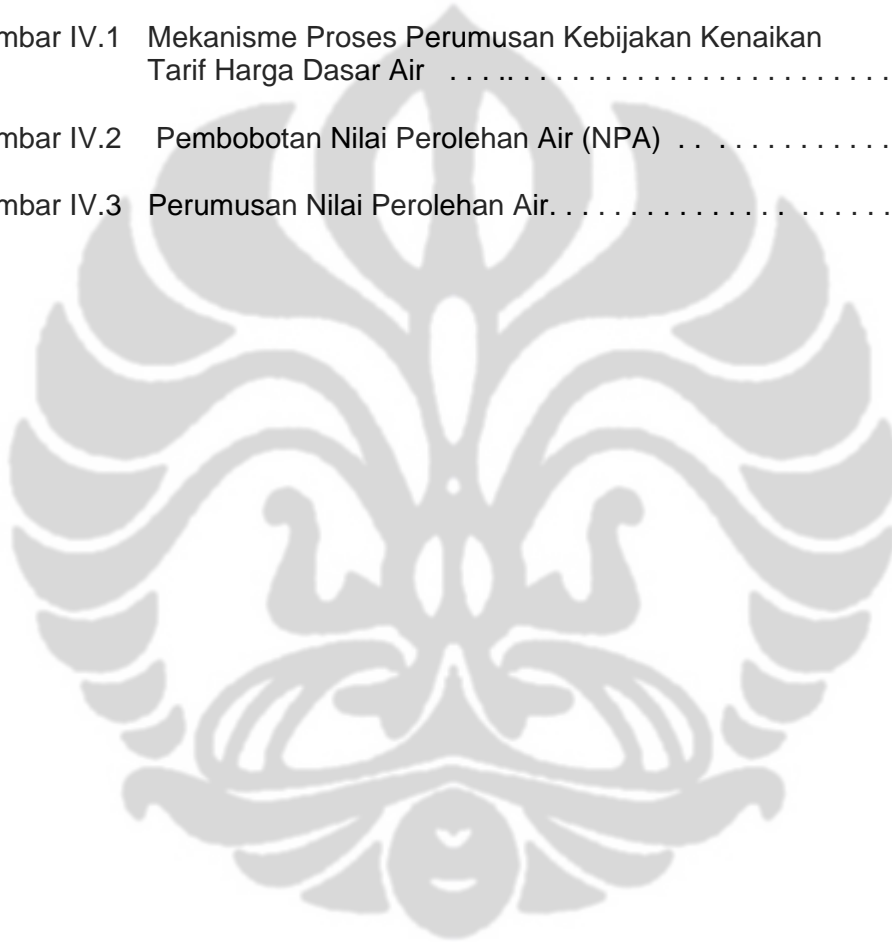 mbar IV.1 Mekanisme Proses Perumusan Kebijakan Kenaikan
Tarif Harga Dasar Air . . . .. . . . . . . . . . . . . . . . . . . . . . . . .
mbar IV.2 Pembobotan Nilai Perolehan Air (NPA) . . . . . . . . . . . . . .
mbar IV.3 Perumusan Nilai Perolehan Air. . . . . . . . . . . . . . . . . . . . .